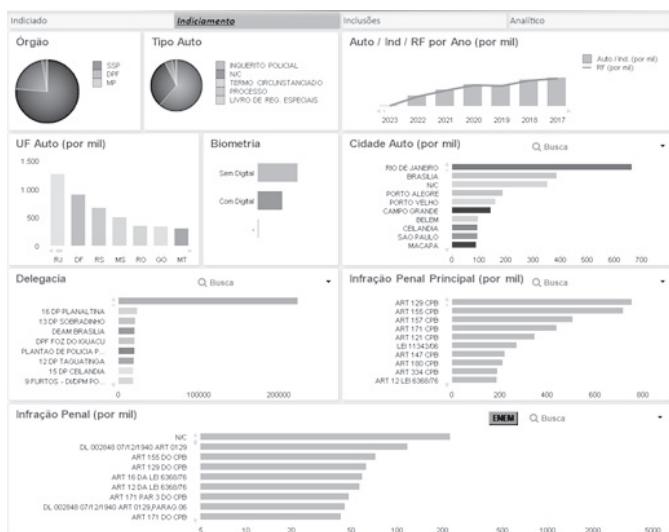 Indiciado
Indiciamento
Inclusões
Analítico
Órgão
SSP
DPF
MP
Tipo Auto
INQUERITO POLICIAL
N/C
TERMO CIRCUNSTANCIADO
PROCESSO
LIVRO DE REG. ESPECIAIS
Auto / Ind / RF por Ano (por mil)
Auto / Ind. (por mil)
RF (por mil)
2023 2022 2021 2020 2019 2018 2017
UF Auto (por mil)
1.500
1.000
500
0
RJ DF RS MS RO GO MT
Biometria
Sem Digital
Com Digital
Cidade Auto (por mil)
Busca
RIO DE JANEIRO
BRASILIA
N/C
PORTO ALEGRE
PORTO VELHO
CAMPO GRANDE
BELEM
CEILANDIA
SAO PAULO
MACAPA
0 100 200 300 400 500 600 700
Delegacia
Busca
16 DP PLANALTINA
13 DP SOBRADINHO
DEAM BRASILIA
DPF FOZ DO IGUACU
PLANTAO DE POLICIA P...
12 DP TAGUATINGA
15 DP CEILANDIA
9 FURTOS - DI/DPM PO...
0 100000 200000
Infração Penal Principal (por mil)
Busca
ART 129 CPB
ART 155 CPB
ART 157 CPB
ART 171 CPB
ART 121 CPB
LEI 11343/06
ART 147 CPB
ART 180 CPB
ART 334 CPB
ART 12 LEI 6368/76
0 200 400 600 800
Infração Penal (por mil)
ENEM
Busca
N/C
DL 002848 07/12/1940 ART 0129
ART 155 DO CPB
ART 129 DO CPB
ART 16 DA LEI 6368/76
ART 12 DA LEI 6368/76
ART 171 PAR 3 DO CPB
DL 002848 07/12/1940 ART 0129,PARAG 06
ART 171 DO CPB
5 10 20 50 100 200 500 1000 2000 5000